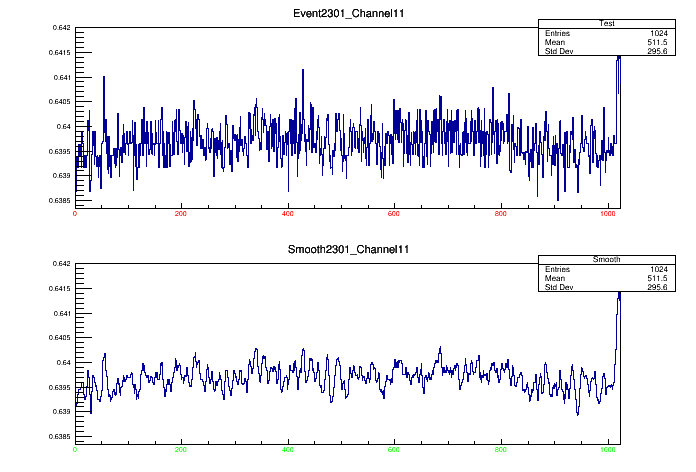 Event2301_Channel11
Test
Entries 1024
Mean 511.5
Std Dev 295.6
0.642
0.6415
0.641
0.6405
0.64
0.6395
0.639
0.6385
0 200 400 600 800 1000
Smooth2301_Channel11
Smooth
Entries 1024
Mean 511.5
Std Dev 295.6
0.642
0.6415
0.641
0.6405
0.64
0.6395
0.639
0.6385
0 200 400 600 800 1000